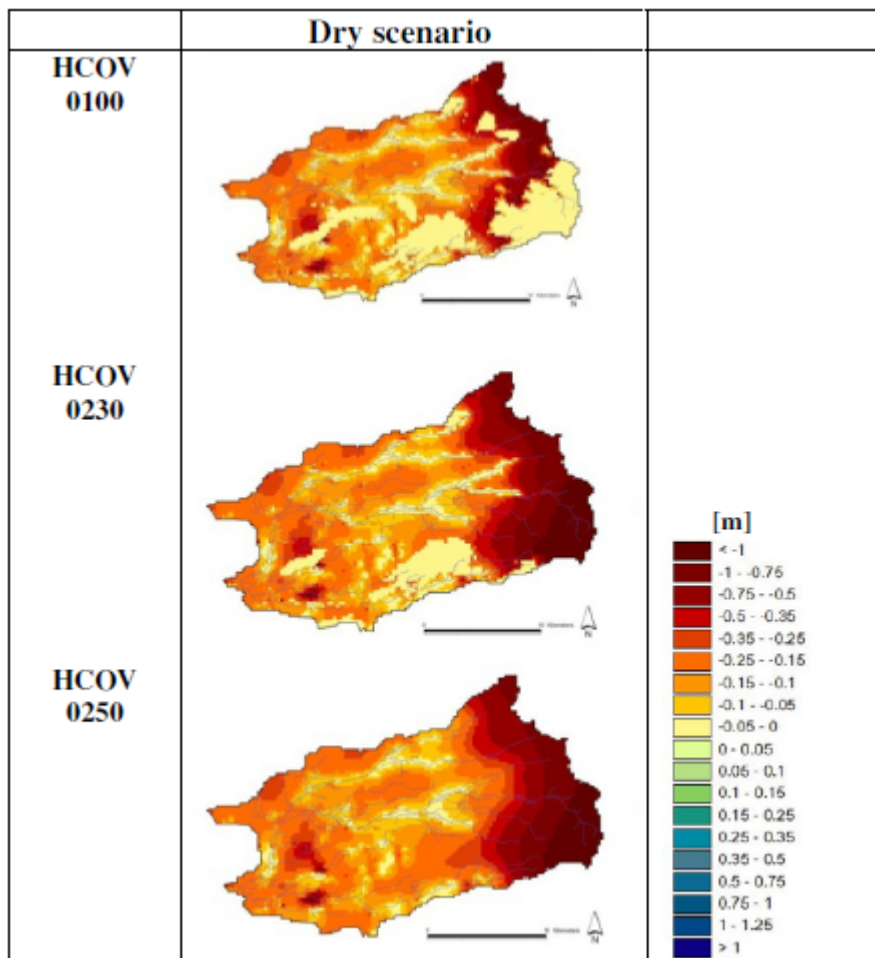 Dry scenario
HCOV
0100
N
HCOV
0230
N
HCOV
0250
N
[m]
< -1
-1 - -0.75
-0.75 - -0.5
-0.5 - -0.35
-0.35 - -0.25
-0.25 - -0.15
-0.15 - -0.1
-0.1 - -0.05
-0.05 - 0
0 - 0.05
0.05 - 0.1
0.1 - 0.15
0.15 - 0.25
0.25 - 0.35
0.35 - 0.5
0.5 - 0.75
0.75 - 1
1 - 1.25
> 1